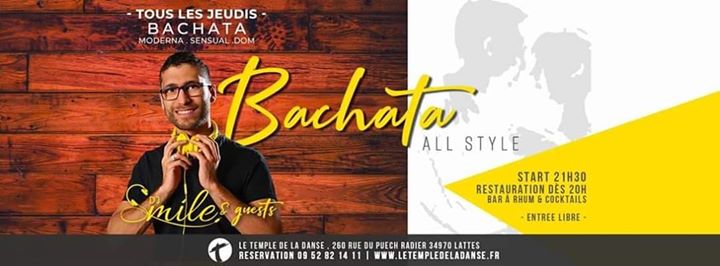 - TOUS LES JEUDIS -
BACHATA
MODERNA . SENSUAL . DOM
Bachata
ALL STYLE
DJ
Smile & guests
START 21H30
RESTAURATION DÈS 20H
BAR À RHUM & COCKTAILS
- ENTREE LIBRE -
LE TEMPLE DE LA DANSE , 260 RUE DU PUECH RADIER 34970 LATTES
RESERVATION 09 52 82 14 11 | WWW.LETEMPLEDELADANSE.FR